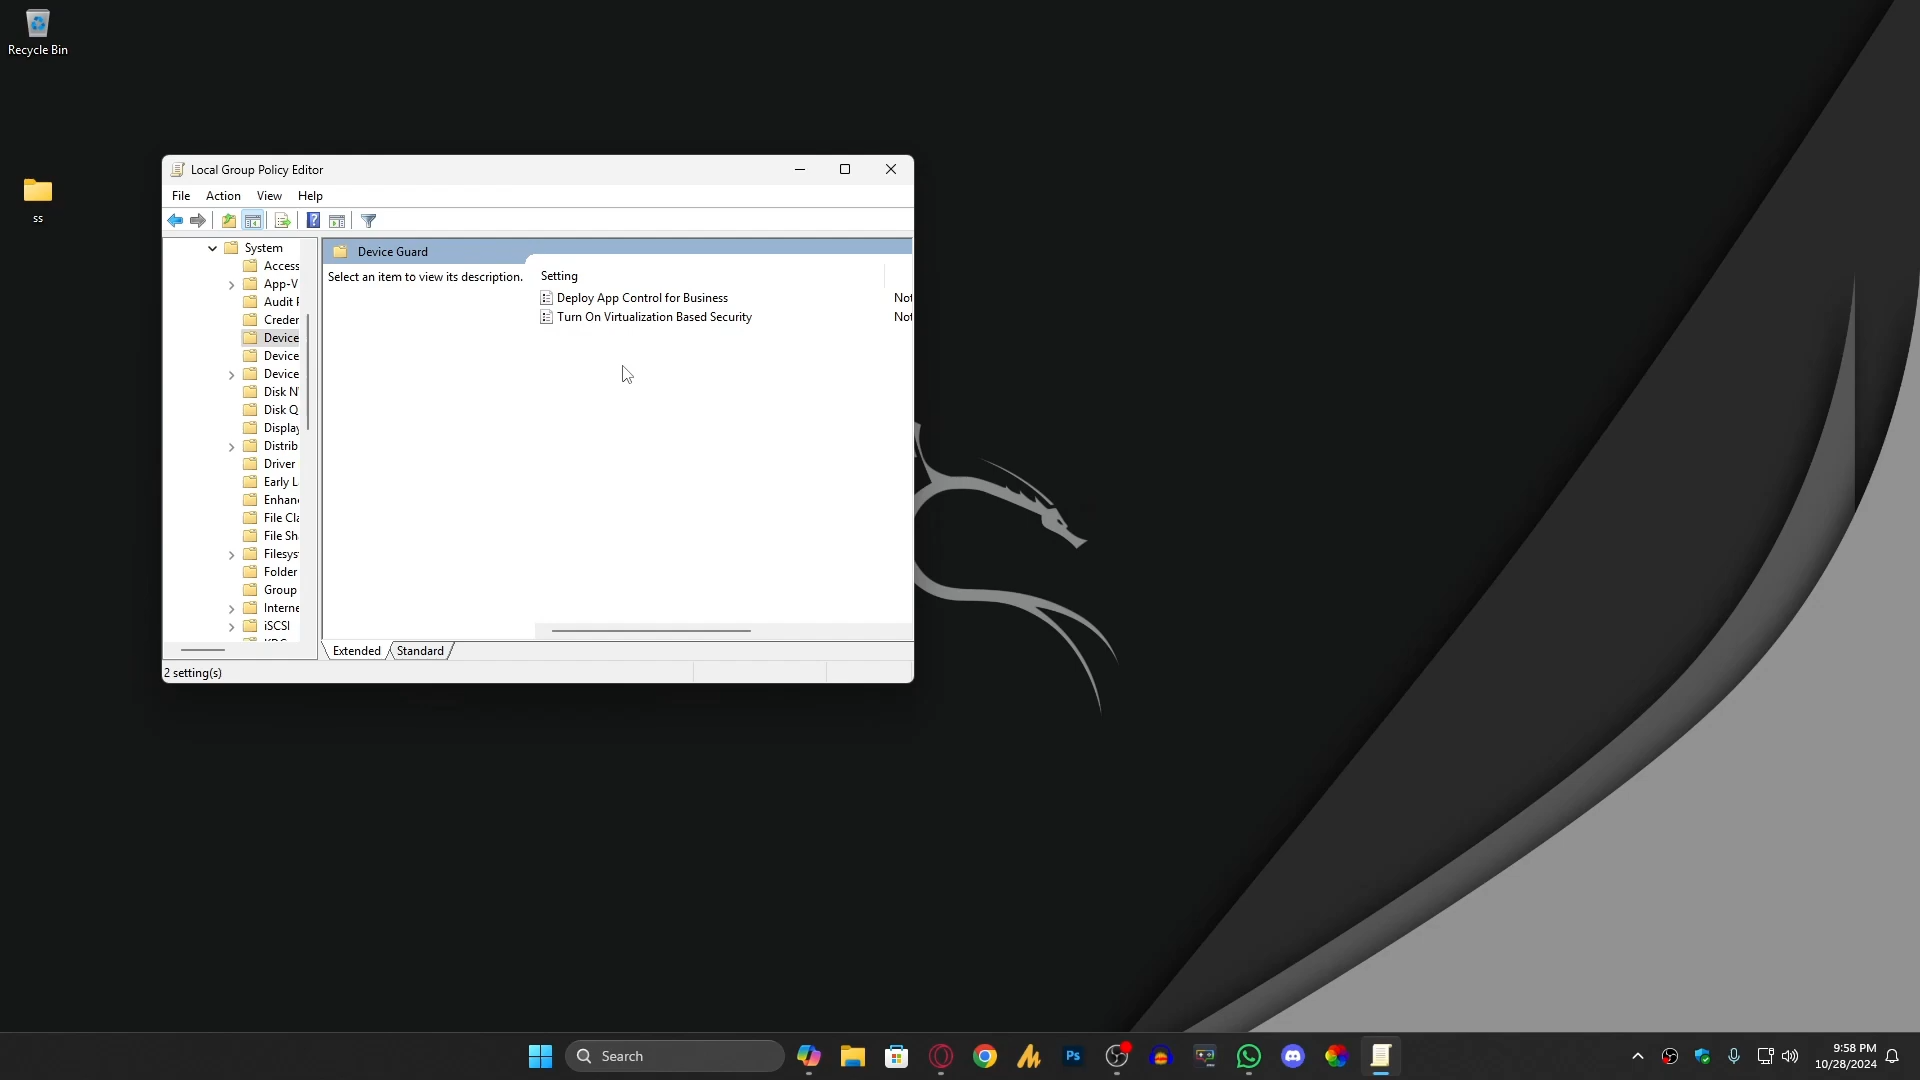 Recycle Bin
ss
Local Group Policy Editor
File Action View Help
System
Access
App-V
Audit
Device
Device
Device
Disk
Disk Q
Display
Distrib
Driver
Early L
Enhan
File Cla
File Sh
Filesys
Folder
Group
Interne
iSCSI
Device Guard
Select an item to view its description.
Setting
Deploy App Control for Business
Not
Turn On Virtualization Based Security
Not
Extended Standard
2 setting(s)
Search
Ps
9:58 PM
10/28/2024